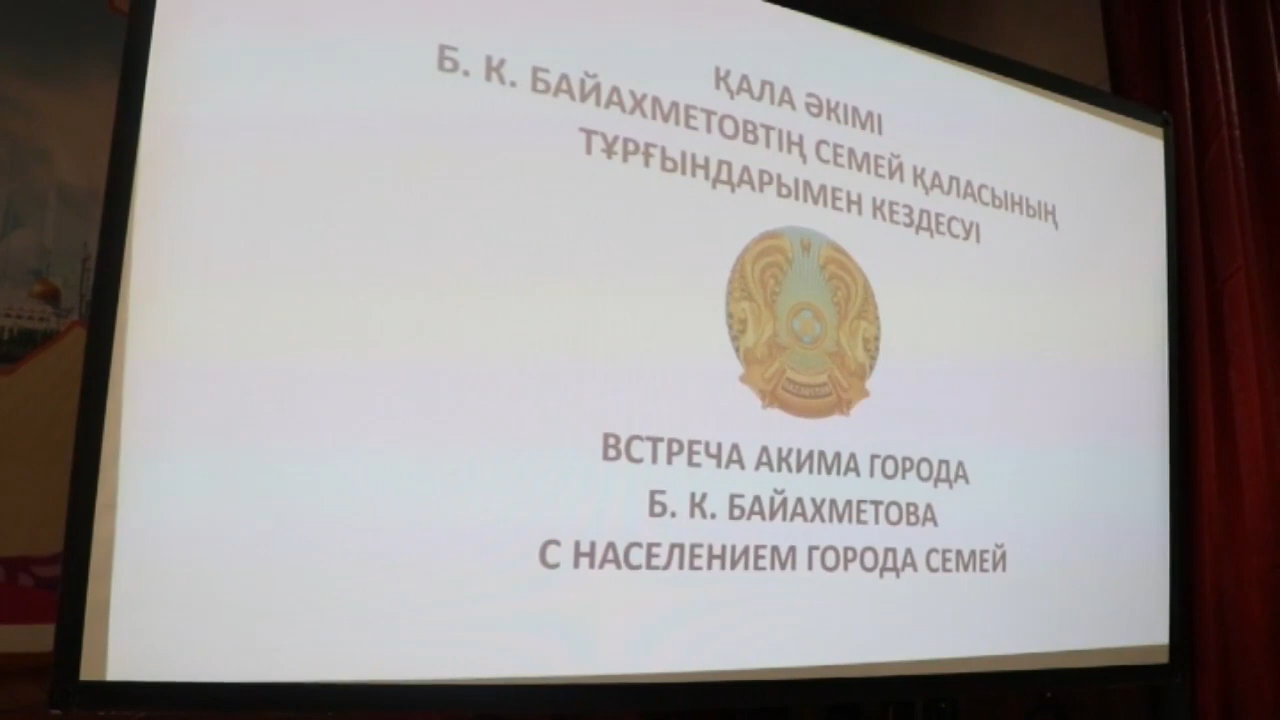 ҚАЛА ӘКІМІ
Б. К. БАЙАХМЕТОВТІҢ СЕМЕЙ ҚАЛАСЫНЫҢ
ТҰРҒЫНДАРЫМЕН КЕЗДЕСУІ
ВСТРЕЧА АКИМА ГОРОДА
Б. К. БАЙАХМЕТОВА
С НАСЕЛЕНИЕМ ГОРОДА СЕМЕЙ